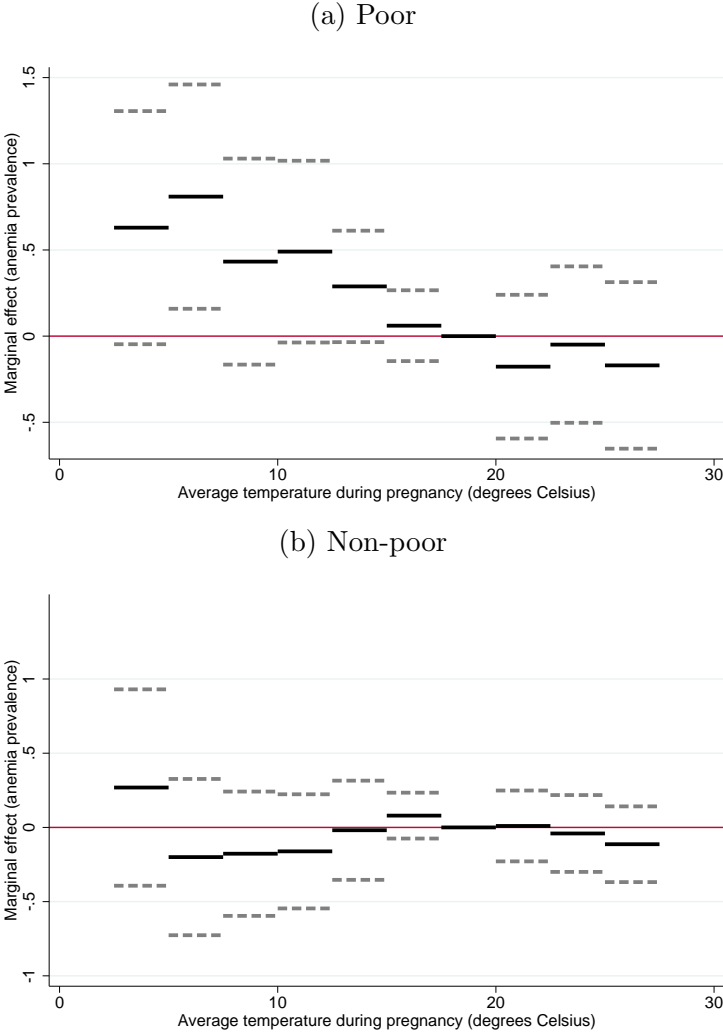 (a) Poor
Marginal effect (anemia prevalence)
1.5
1
.5
0
-.5
0 10 20 30
Average temperature during pregnancy (degrees Celsius)
(b) Non-poor
Marginal effect (anemia prevalence)
1
.5
0
-.5
-1
0 10 20 30
Average temperature during pregnancy (degrees Celsius)